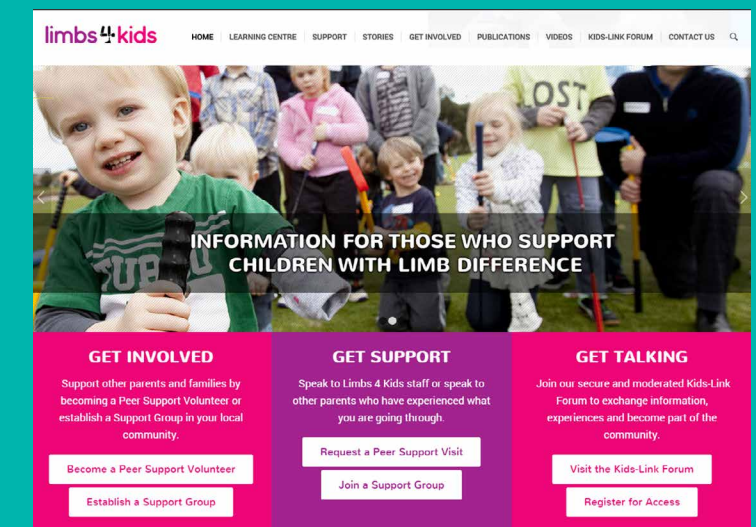 limbs 4 kids
HOME LEARNING CENTRE SUPPORT STORIES GET INVOLVED PUBLICATIONS VIDEOS KIDS-LINK FORUM CONTACT US
LOST
INFORMATION FOR THOSE WHO SUPPORT
CHILDREN WITH LIMB DIFFERENCE
GET INVOLVED
Support other parents and families by
becoming a Peer Support Volunteer or
establish a Support Group in your local
community.
Become a Peer Support Volunteer
Establish a Support Group
GET SUPPORT
Speak to Limbs 4 Kids staff or speak to
other parents who have experienced what
you are going through.
Request a Peer Support Visit
Join a Support Group
GET TALKING
Join our secure and moderated Kids-Link
Forum to exchange information,
experiences and become part of the
community.
Visit the Kids-Link Forum
Register for Access